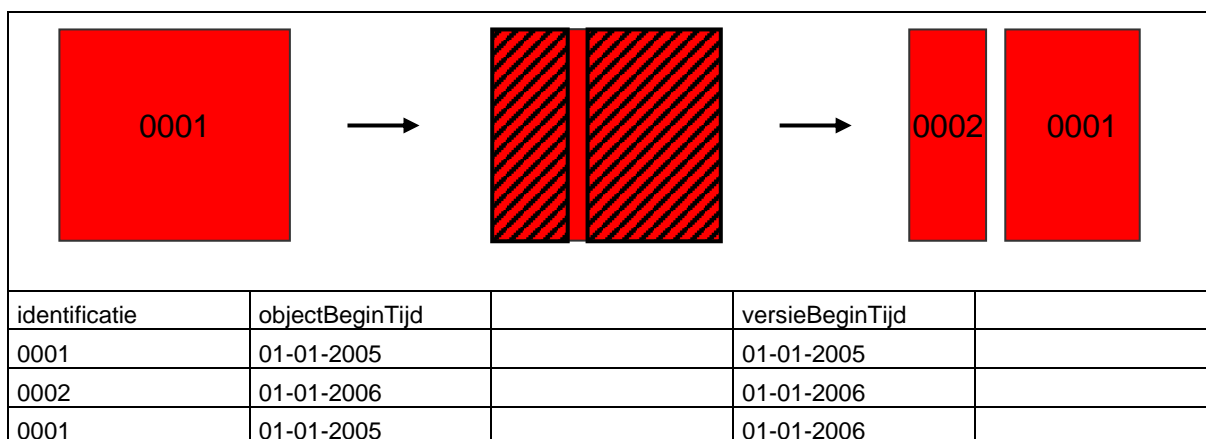 0001 0002 0001
identificatie objectBeginTijd versieBeginTijd
0001 01-01-2005 01-01-2005
0002 01-01-2006 01-01-2006
0001 01-01-2005 01-01-2006